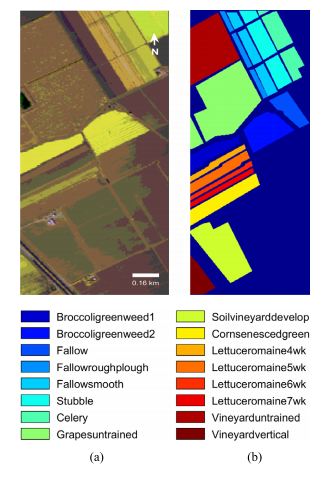 N
0.16 km
Broccoligreenweed1
Broccoligreenweed2
Fallow
Fallowroughplough
Fallowsmooth
Stubble
Celery
Grapesuntrained
Soilvineyarddevelop
Cornsenescedgreen
Lettuceromaine4wk
Lettuceromaine5wk
Lettuceromaine6wk
Lettuceromaine7wk
Vineyarduntrained
Vineyardvertical
(a)
(b)